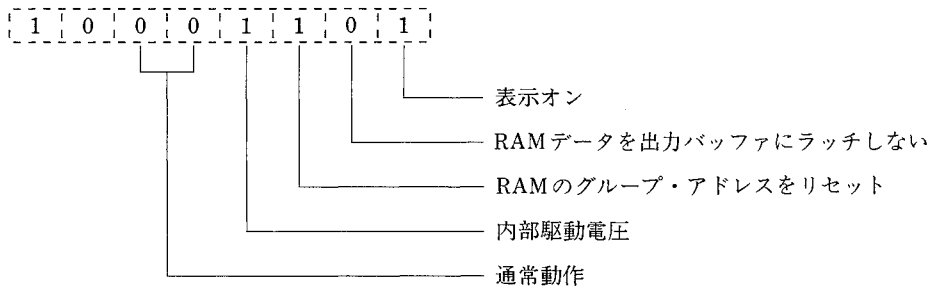 1 0 0 0 1 1 0 1
表示オン
RAMデータを出力バッファにラッチしない
RAMのグループ・アドレスをリセット
内部駆動電圧
通常動作